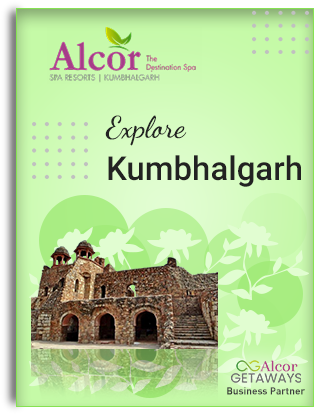 Alcor The
Destination Spa
SPA RESORTS | KUMBHALGARH
Explore
Kumbhalgarh
Alcor
GETAWAYS
Business Partner